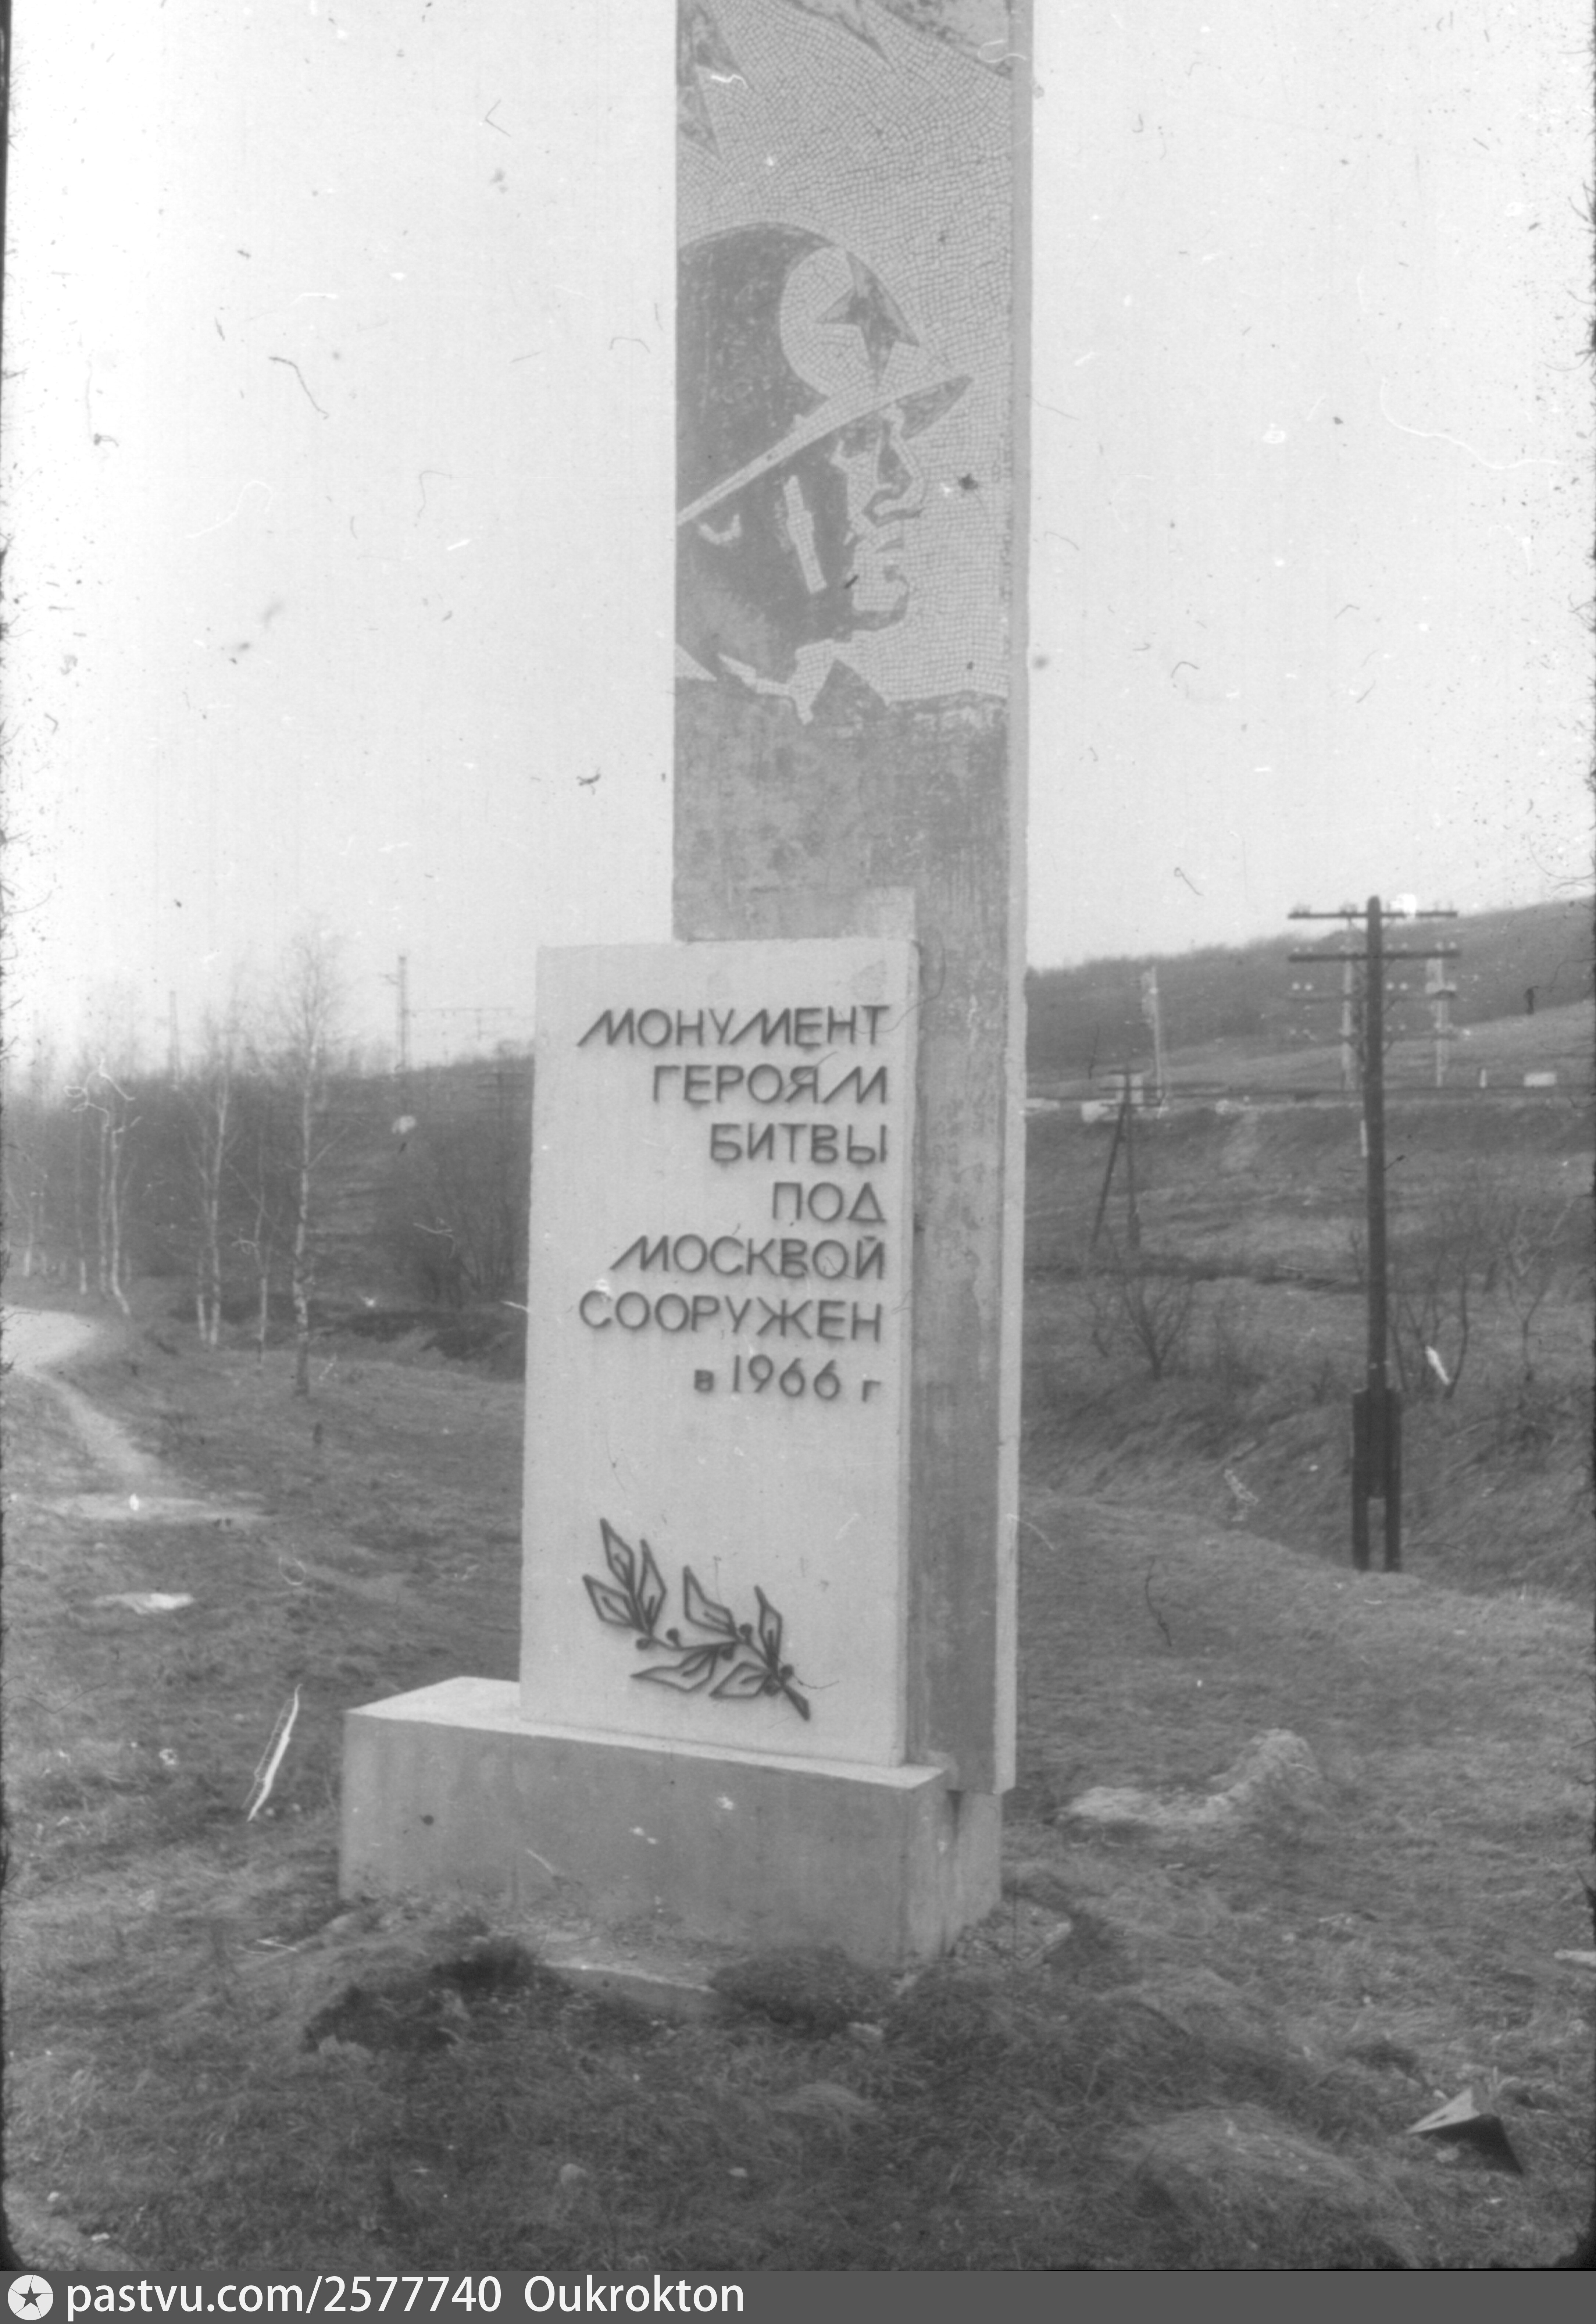 МОНУМЕНТ
ГЕРОЯМ
БИТВЫ
ПОД
МОСКВОЙ
СООРУЖЕН
в 1966 г
pastvu.com/2577740 Oukrokton